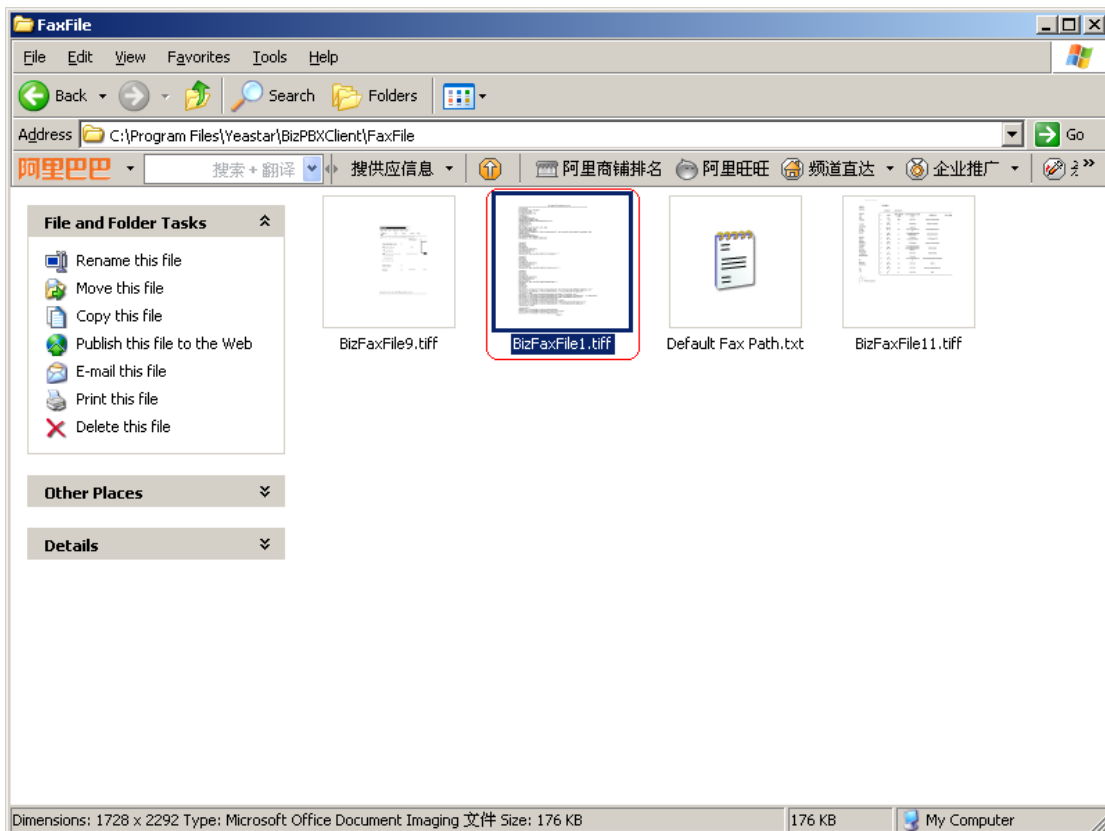 FaxFile
File Edit View Favorites Tools Help
Back Search Folders
Address C:\Program Files\Yeastar\BizPBXClient\FaxFile Go
阿里巴巴 搜索+翻译 搜供应信息 阿里商铺排名 阿里旺旺 频道直达 企业推广
File and Folder Tasks
Rename this file
Move this file
Copy this file
Publish this file to the Web
E-mail this file
Print this file
Delete this file
Other Places
Details
BizFaxFile9.tiff BizFaxFile1.tiff Default Fax Path.txt BizFaxFile11.tiff
Dimensions: 1728 x 2292 Type: Microsoft Office Document Imaging 文件 Size: 176 KB 176 KB My Computer